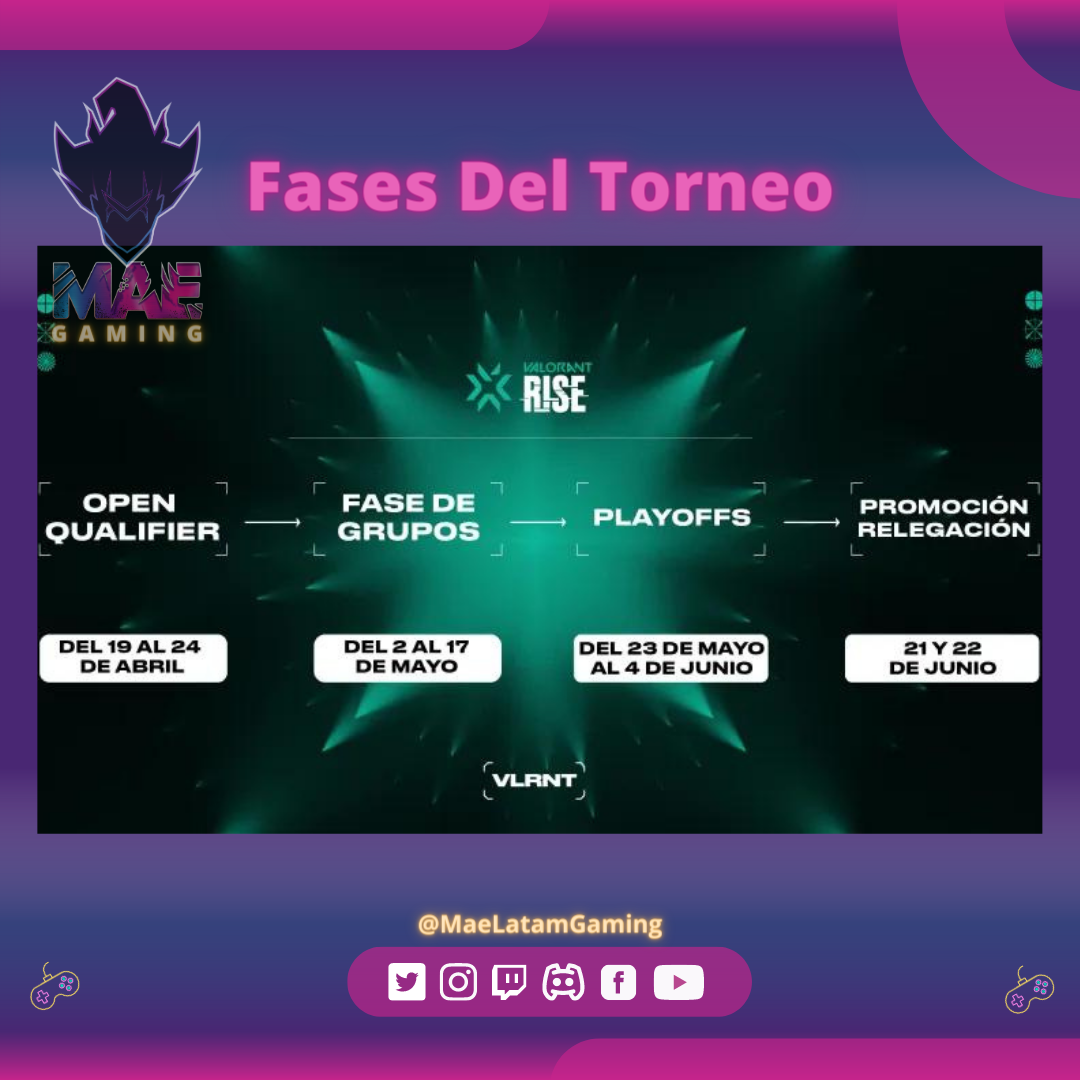 Fases Del Torneo
MAE
GAMING
VALORANT
RISE
OPEN
QUALIFIER
FASE DE
GRUPOS
PLAYOFFS
PROMOCIÓN
RELEGACIÓN
DEL 19 AL 24
DE ABRIL
DEL 2 AL 17
DE MAYO
DEL 23 DE MAYO
AL 4 DE JUNIO
21 Y 22
DE JUNIO
VLRNT
@MaeLatamGaming